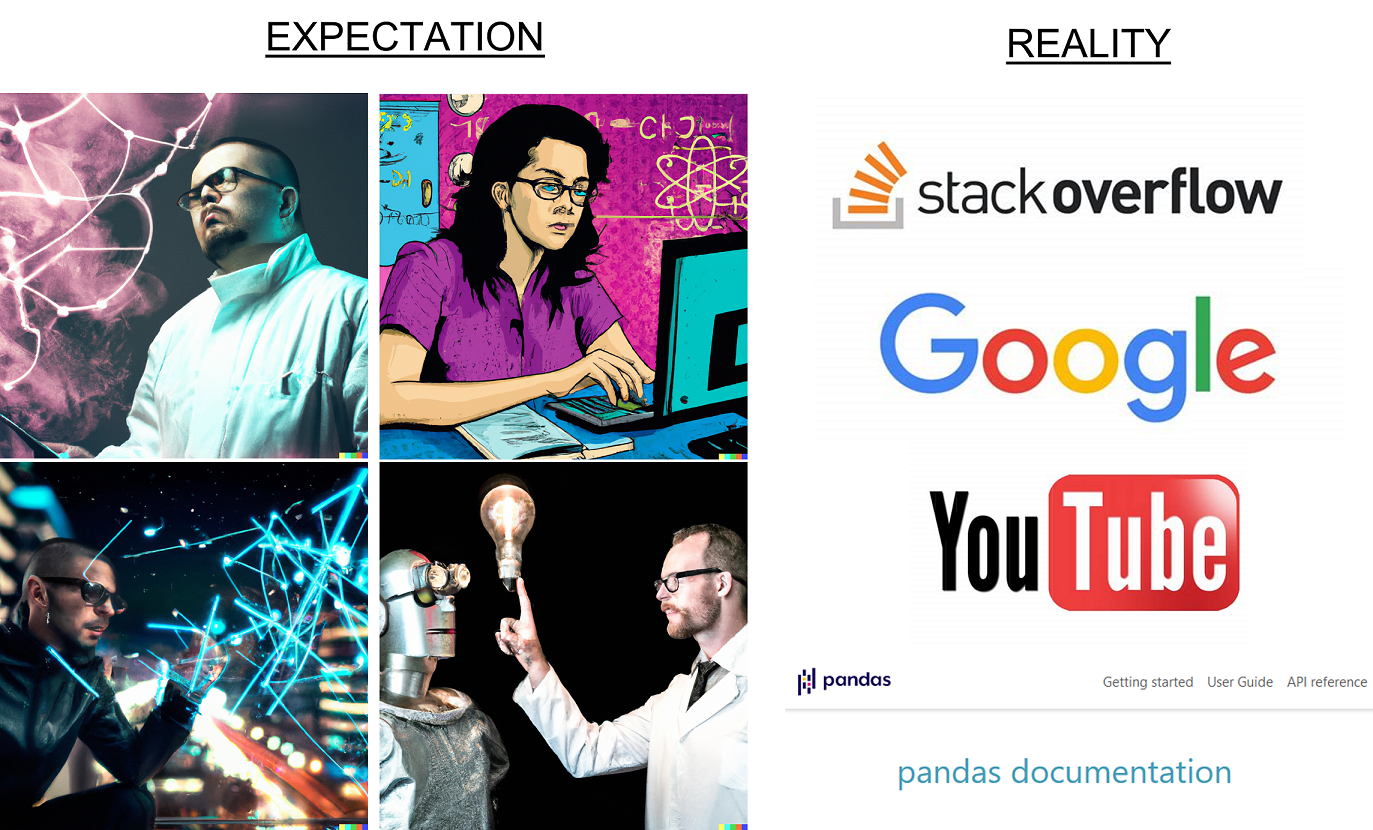 EXPECTATION
REALITY
stackoverflow
Google
YouTube
pandas
Getting started User Guide API reference
pandas documentation